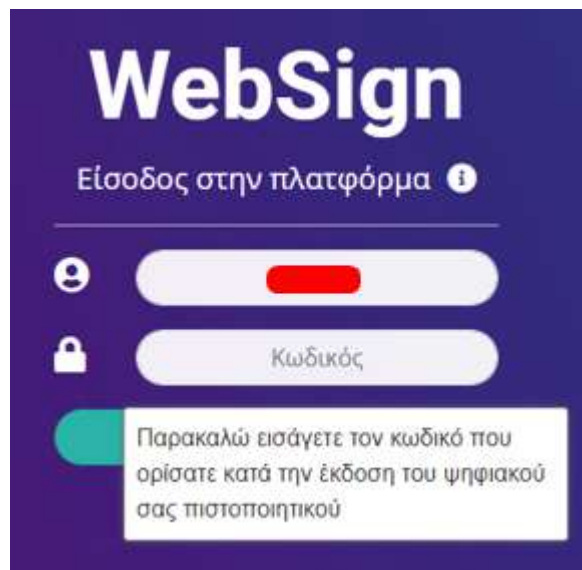 WebSign
Είσοδος στην πλατφόρμα
Κωδικός
Παρακαλώ εισάγετε τον κωδικό που
ορίσατε κατά την έκδοση του ψηφιακού
σας πιστοποιητικού